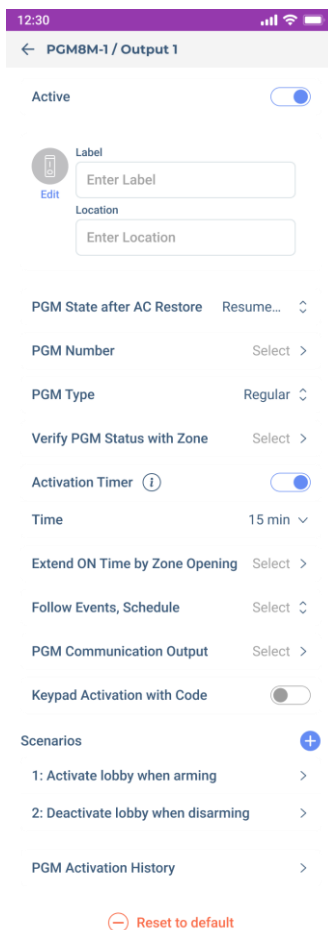 12:30
PGM8M-1 / Output 1
Active
Label
Enter Label
Edit
Location
Enter Location
PGM State after AC Restore Resume...
PGM Number Select
PGM Type Regular
Verify PGM Status with Zone Select
Activation Timer i
Time 15 min
Extend ON Time by Zone Opening Select
Follow Events, Schedule Select
PGM Communication Output Select
Keypad Activation with Code
Scenarios
1: Activate lobby when arming
2: Deactivate lobby when disarming
PGM Activation History
Reset to default